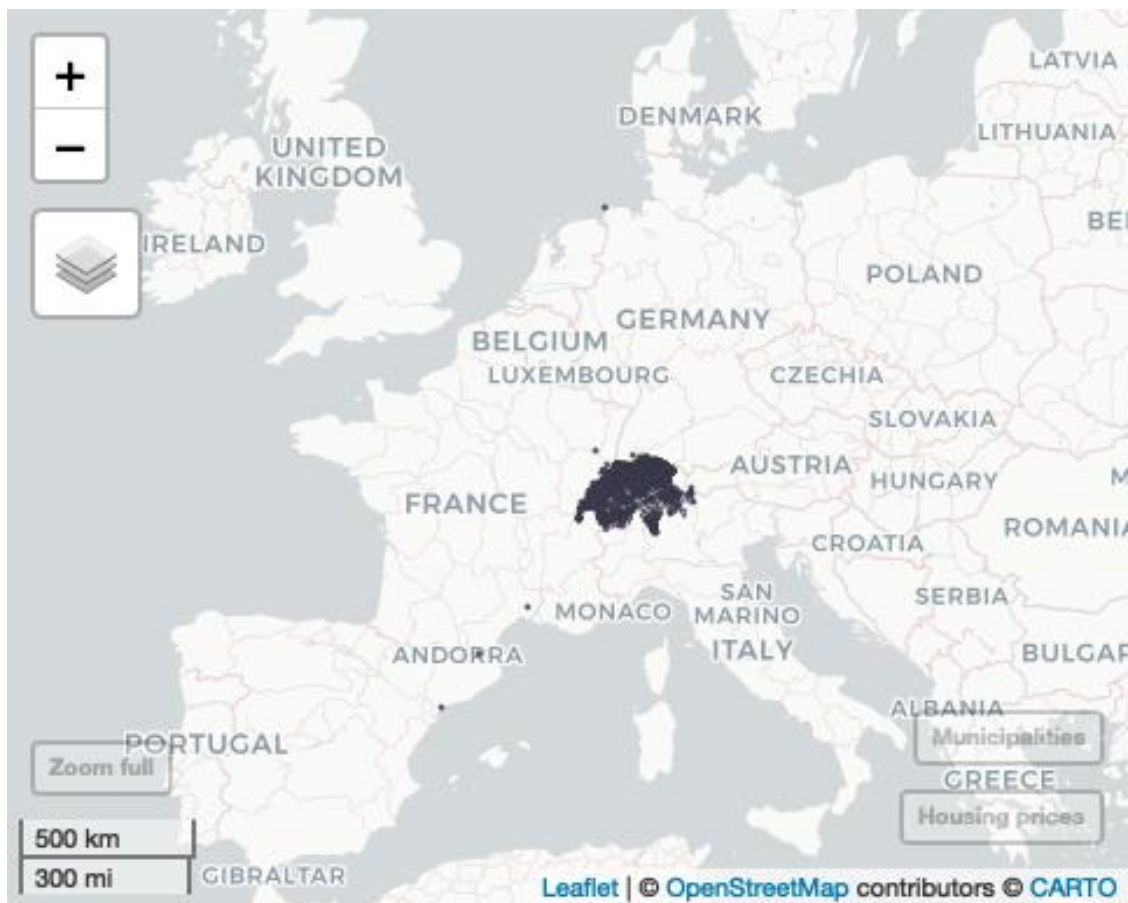 +
LATVIA
DENMARK
LITHUANIA
−
UNITED
KINGDOM
BEL
IRELAND
POLAND
GERMANY
BELGIUM
LUXEMBOURG
CZECHIA
SLOVAKIA
AUSTRIA
HUNGARY
M
FRANCE
ROMANIA
CROATIA
MONACO
SAN
MARINO
SERBIA
ANDORRA
ITALY
BULGAR
ALBANIA
Municipalities
PORTUGAL
Zoom full
GREECE
Housing prices
500 km
300 mi
GIBRALTAR
Leaflet | © OpenStreetMap contributors © CARTO